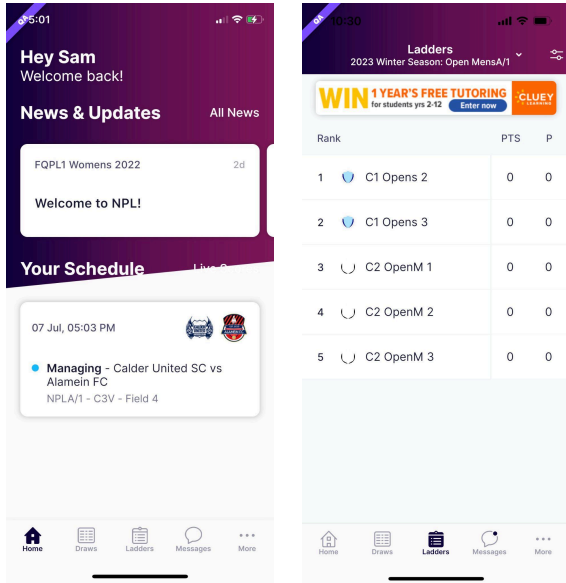 QA
5:01
Hey Sam
Welcome back!
News & Updates
All News
FQPL1 Womens 2022
2d
Welcome to NPL!
Your Schedule
07 Jul, 05:03 PM
Managing - Calder United SC vs
Alamein FC
NPLA/1 - C3V - Field 4
Home
Draws
Ladders
Messages
More
QA
10:30
Ladders
2023 Winter Season: Open MensA/1
WIN 1 YEAR'S FREE TUTORING
for students yrs 2-12
Enter now
CLUEY
LEARNING
Rank
PTS
P
1 C1 Opens 2 0 0
2 C1 Opens 3 0 0
3 C2 OpenM 1 0 0
4 C2 OpenM 2 0 0
5 C2 OpenM 3 0 0
Home
Draws
Ladders
Messages
More